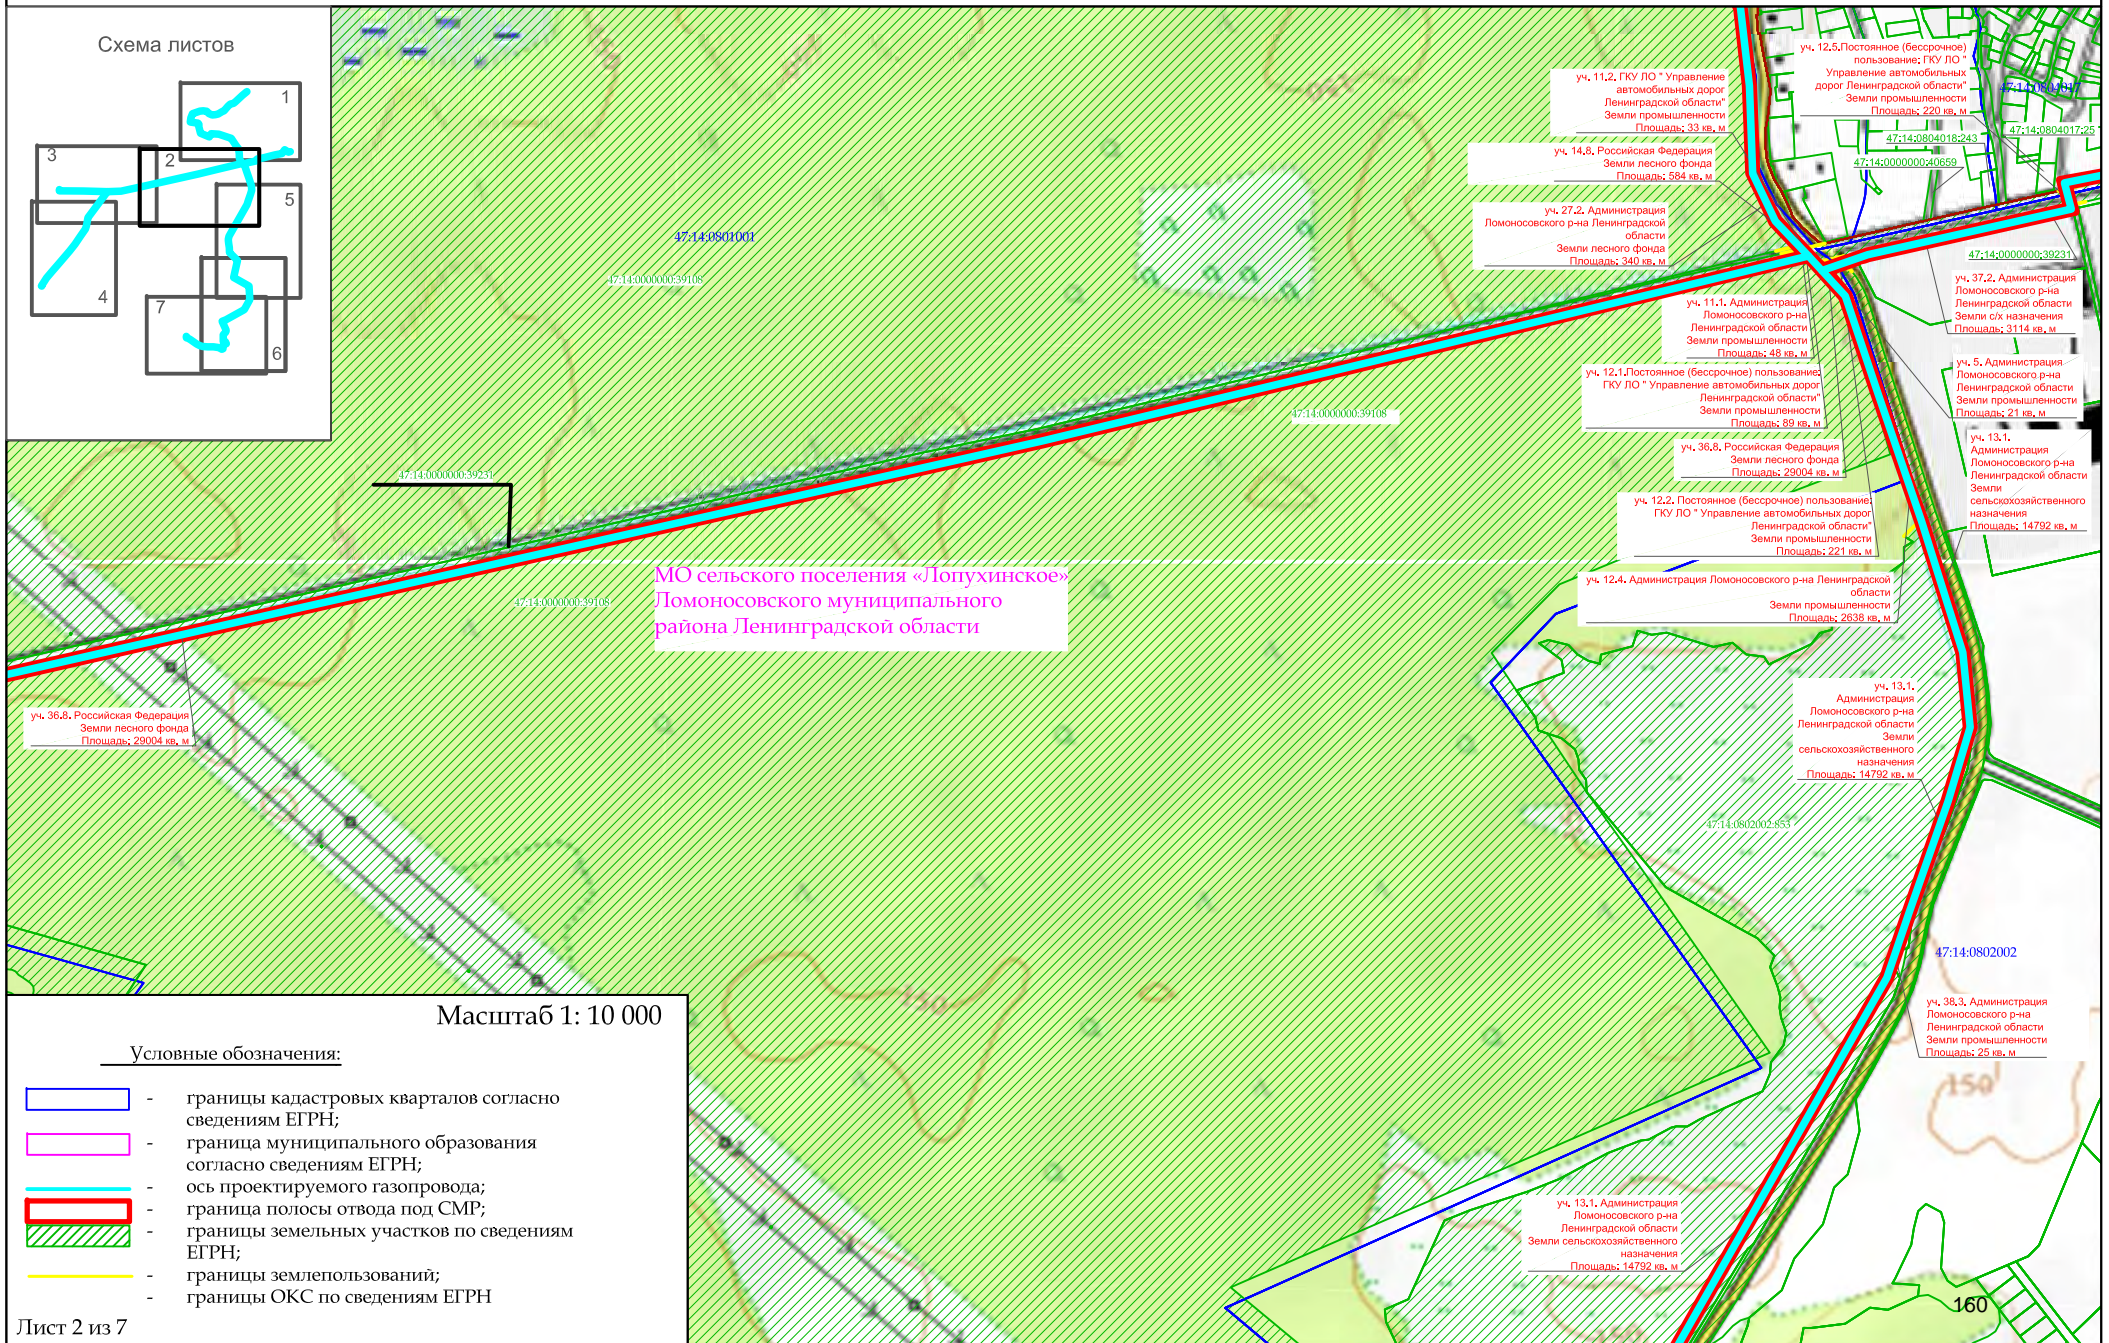 Схема листов
1
2
3
4
5
6
7
47:14:0801001
47:14:0000000:39108
уч. 11.2. ГКУ ЛО " Управление
автомобильных дорог
Ленинградской области"
Земли промышленности
Площадь: 33 кв. м
уч. 12.5.Постоянное (бессрочное)
пользование: ГКУ ЛО "
Управление автомобильных
дорог Ленинградской области"
Земли промышленности
Площадь: 220 кв. м
47:14:0804017
47:14:0804018:243
47:14:0804017:25
47:14:0000000:40659
уч. 14.8. Российская Федерация
Земли лесного фонда
Площадь: 584 кв. м
уч. 27.2. Администрация
Ломоносовского р-на Ленинградской
области
Земли лесного фонда
Площадь: 340 кв. м
47:14:0000000:39231
уч. 37.2. Администрация
Ломоносовского р-на
Ленинградской области
Земли с/х назначения
Площадь: 3114 кв. м
уч. 11.1. Администрация
Ломоносовского р-на
Ленинградской области
Земли промышленности
Площадь: 48 кв. м
уч. 5. Администрация
Ломоносовского р-на
Ленинградской области
Земли промышленности
Площадь: 21 кв. м
уч. 12.1.Постоянное (бессрочное) пользование:
ГКУ ЛО " Управление автомобильных дорог
Ленинградской области"
Земли промышленности
Площадь: 89 кв. м
47:14:0000000:39108
уч. 36.8. Российская Федерация
Земли лесного фонда
Площадь: 29004 кв. м
уч. 13.1.
Администрация
Ломоносовского р-на
Ленинградской области
Земли
сельскохозяйственного
назначения
Площадь: 14792 кв. м
47:14:0000000:39231
уч. 12.2. Постоянное (бессрочное) пользование:
ГКУ ЛО " Управление автомобильных дорог
Ленинградской области"
Земли промышленности
Площадь: 221 кв. м
МО сельского поселения «Лопухинское»
Ломоносовского муниципального
района Ленинградской области
47:14:0000000:39108
уч. 12.4. Администрация Ломоносовского р-на Ленинградской
области
Земли промышленности
Площадь: 2638 кв. м
уч. 36.8. Российская Федерация
Земли лесного фонда
Площадь: 29004 кв. м
уч. 13.1.
Администрация
Ломоносовского р-на
Ленинградской области
Земли
сельскохозяйственного
назначения
Площадь: 14792 кв. м
47:14:0802002:853
47:14:0802002
150
уч. 38.3. Администрация
Ломоносовского р-на
Ленинградской области
Земли промышленности
Площадь: 25 кв. м
150
уч. 13.1. Администрация
Ломоносовского р-на
Ленинградской области
Земли сельскохозяйственного
назначения
Площадь: 14792 кв. м
150
160
Масштаб 1: 10 000
Условные обозначения:
- границы кадастровых кварталов согласно
сведениям ЕГРН;
- граница муниципального образования
согласно сведениям ЕГРН;
- ось проектируемого газопровода;
- граница полосы отвода под СМР;
- границы земельных участков по сведениям
ЕГРН;
- границы землепользований;
- границы ОКС по сведениям ЕГРН
Лист 2 из 7